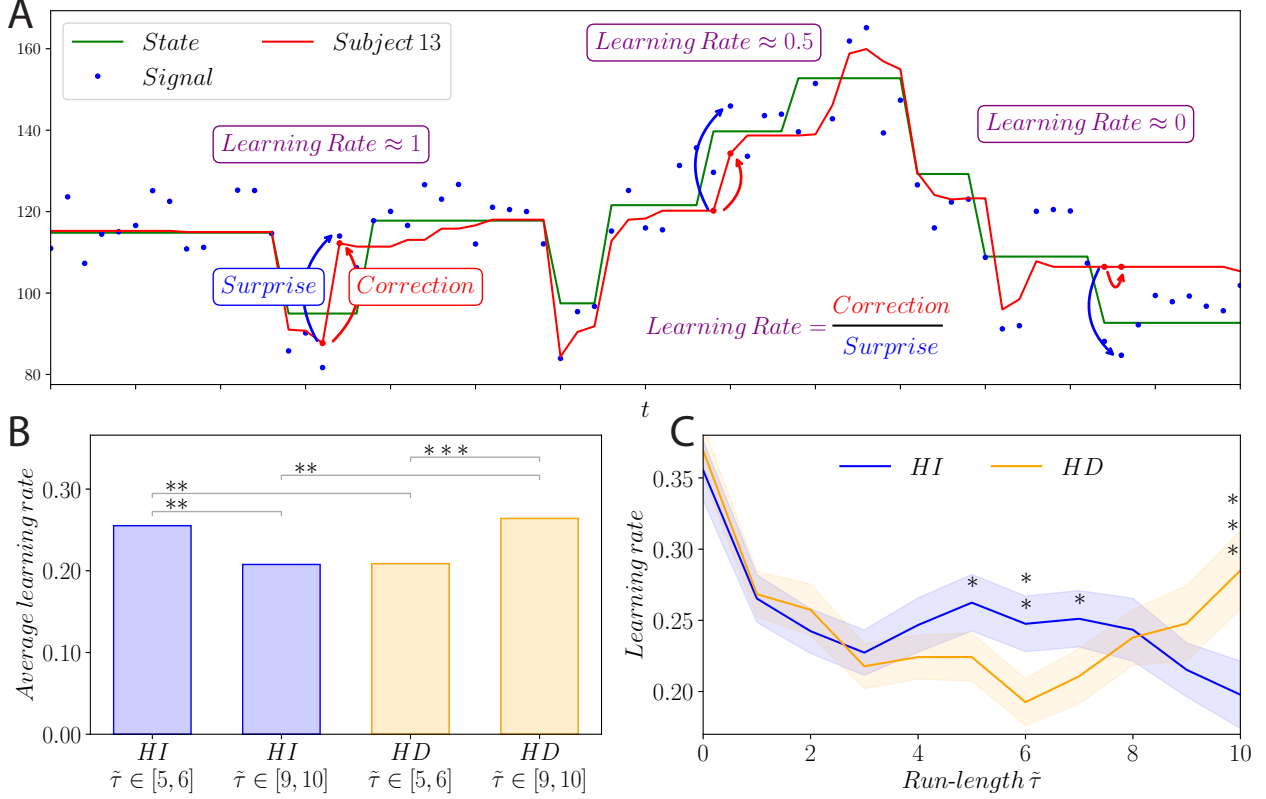 A
State
Subject 13
Signal
Learning Rate ≈ 0.5
Learning Rate ≈ 1
Learning Rate ≈ 0
Surprise
Correction
Learning Rate = Correction
Surprise
160
140
120
100
80
t
B
Average learning rate
0.30
0.20
0.10
0.00
***
**
**
**
HI
τ̃ ∈ [5, 6]
HI
τ̃ ∈ [9, 10]
HD
τ̃ ∈ [5, 6]
HD
τ̃ ∈ [9, 10]
C
HI
HD
Learning rate
0.35
0.30
0.25
0.20
*
*
*
*
*
*
*
0 2 4 6 8 10
Run-length τ̃